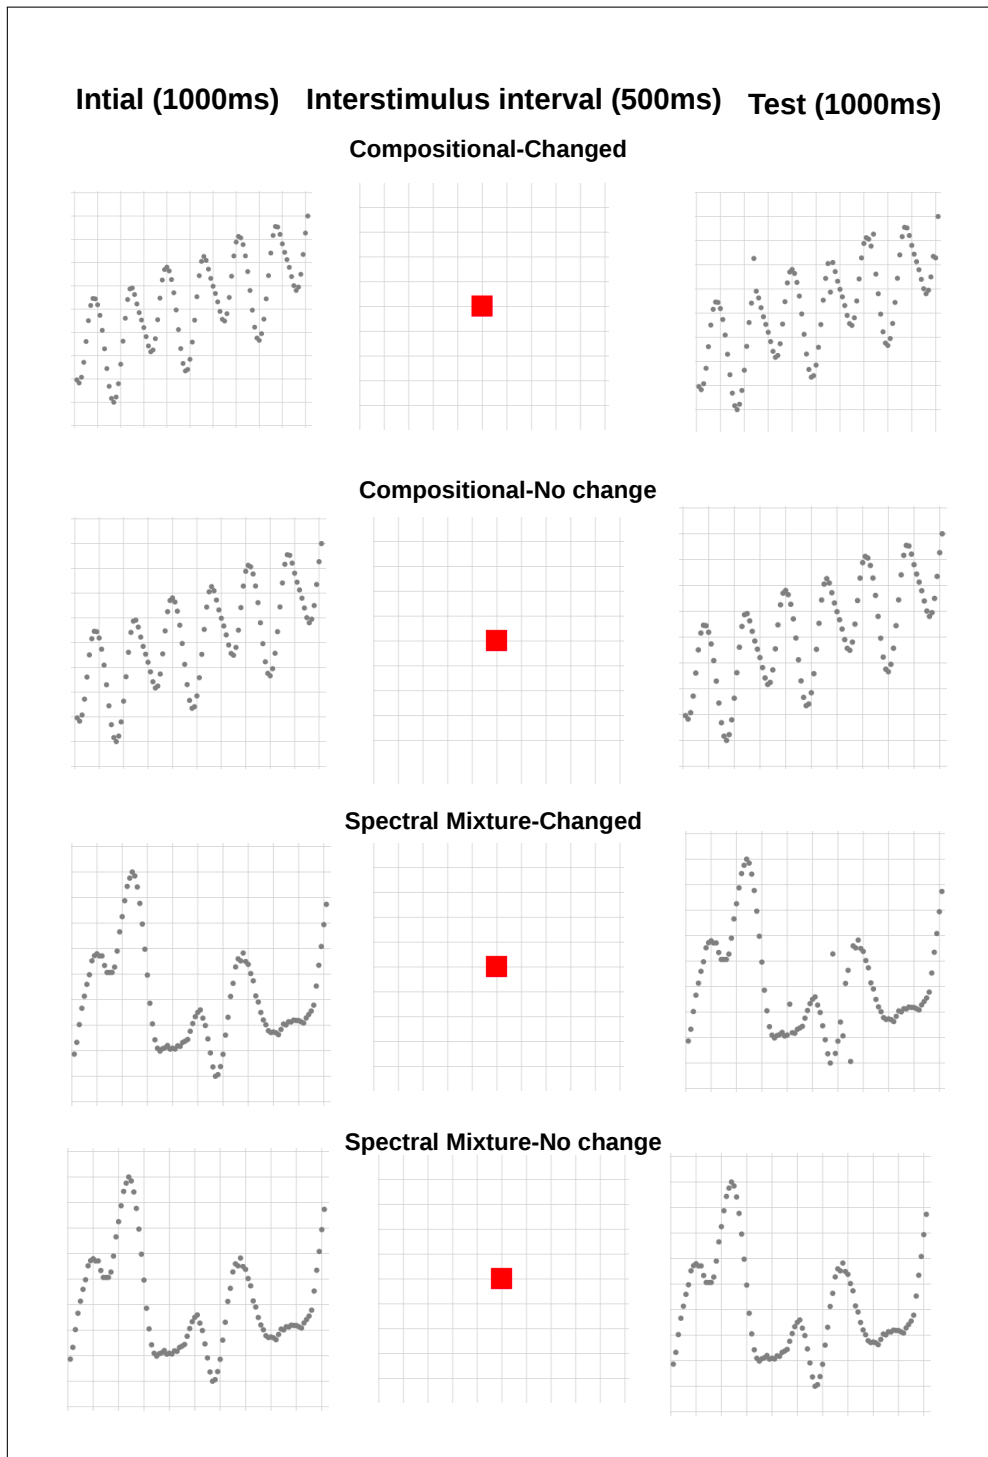 Intial (1000ms) Interstimulus interval (500ms) Test (1000ms)
Compositional-Changed
Compositional-No change
Spectral Mixture-Changed
Spectral Mixture-No change